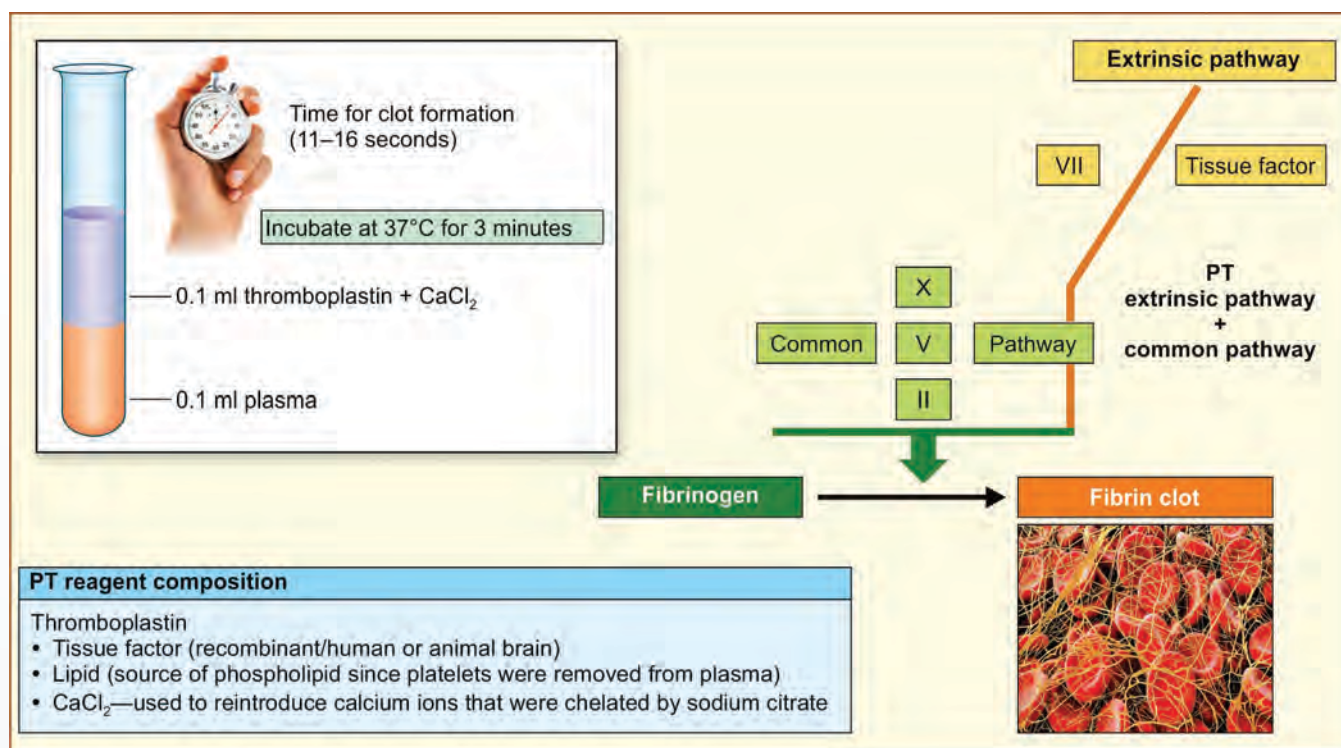 Time for clot formation
(11–16 seconds)
Incubate at 37°C for 3 minutes
0.1 ml thromboplastin + CaCl₂
0.1 ml plasma
Extrinsic pathway
VII
Tissue factor
X
Common
V
Pathway
II
PT
extrinsic pathway
+
common pathway
Fibrinogen
Fibrin clot
PT reagent composition
Thromboplastin
• Tissue factor (recombinant/human or animal brain)
• Lipid (source of phospholipid since platelets were removed from plasma)
• CaCl₂—used to reintroduce calcium ions that were chelated by sodium citrate